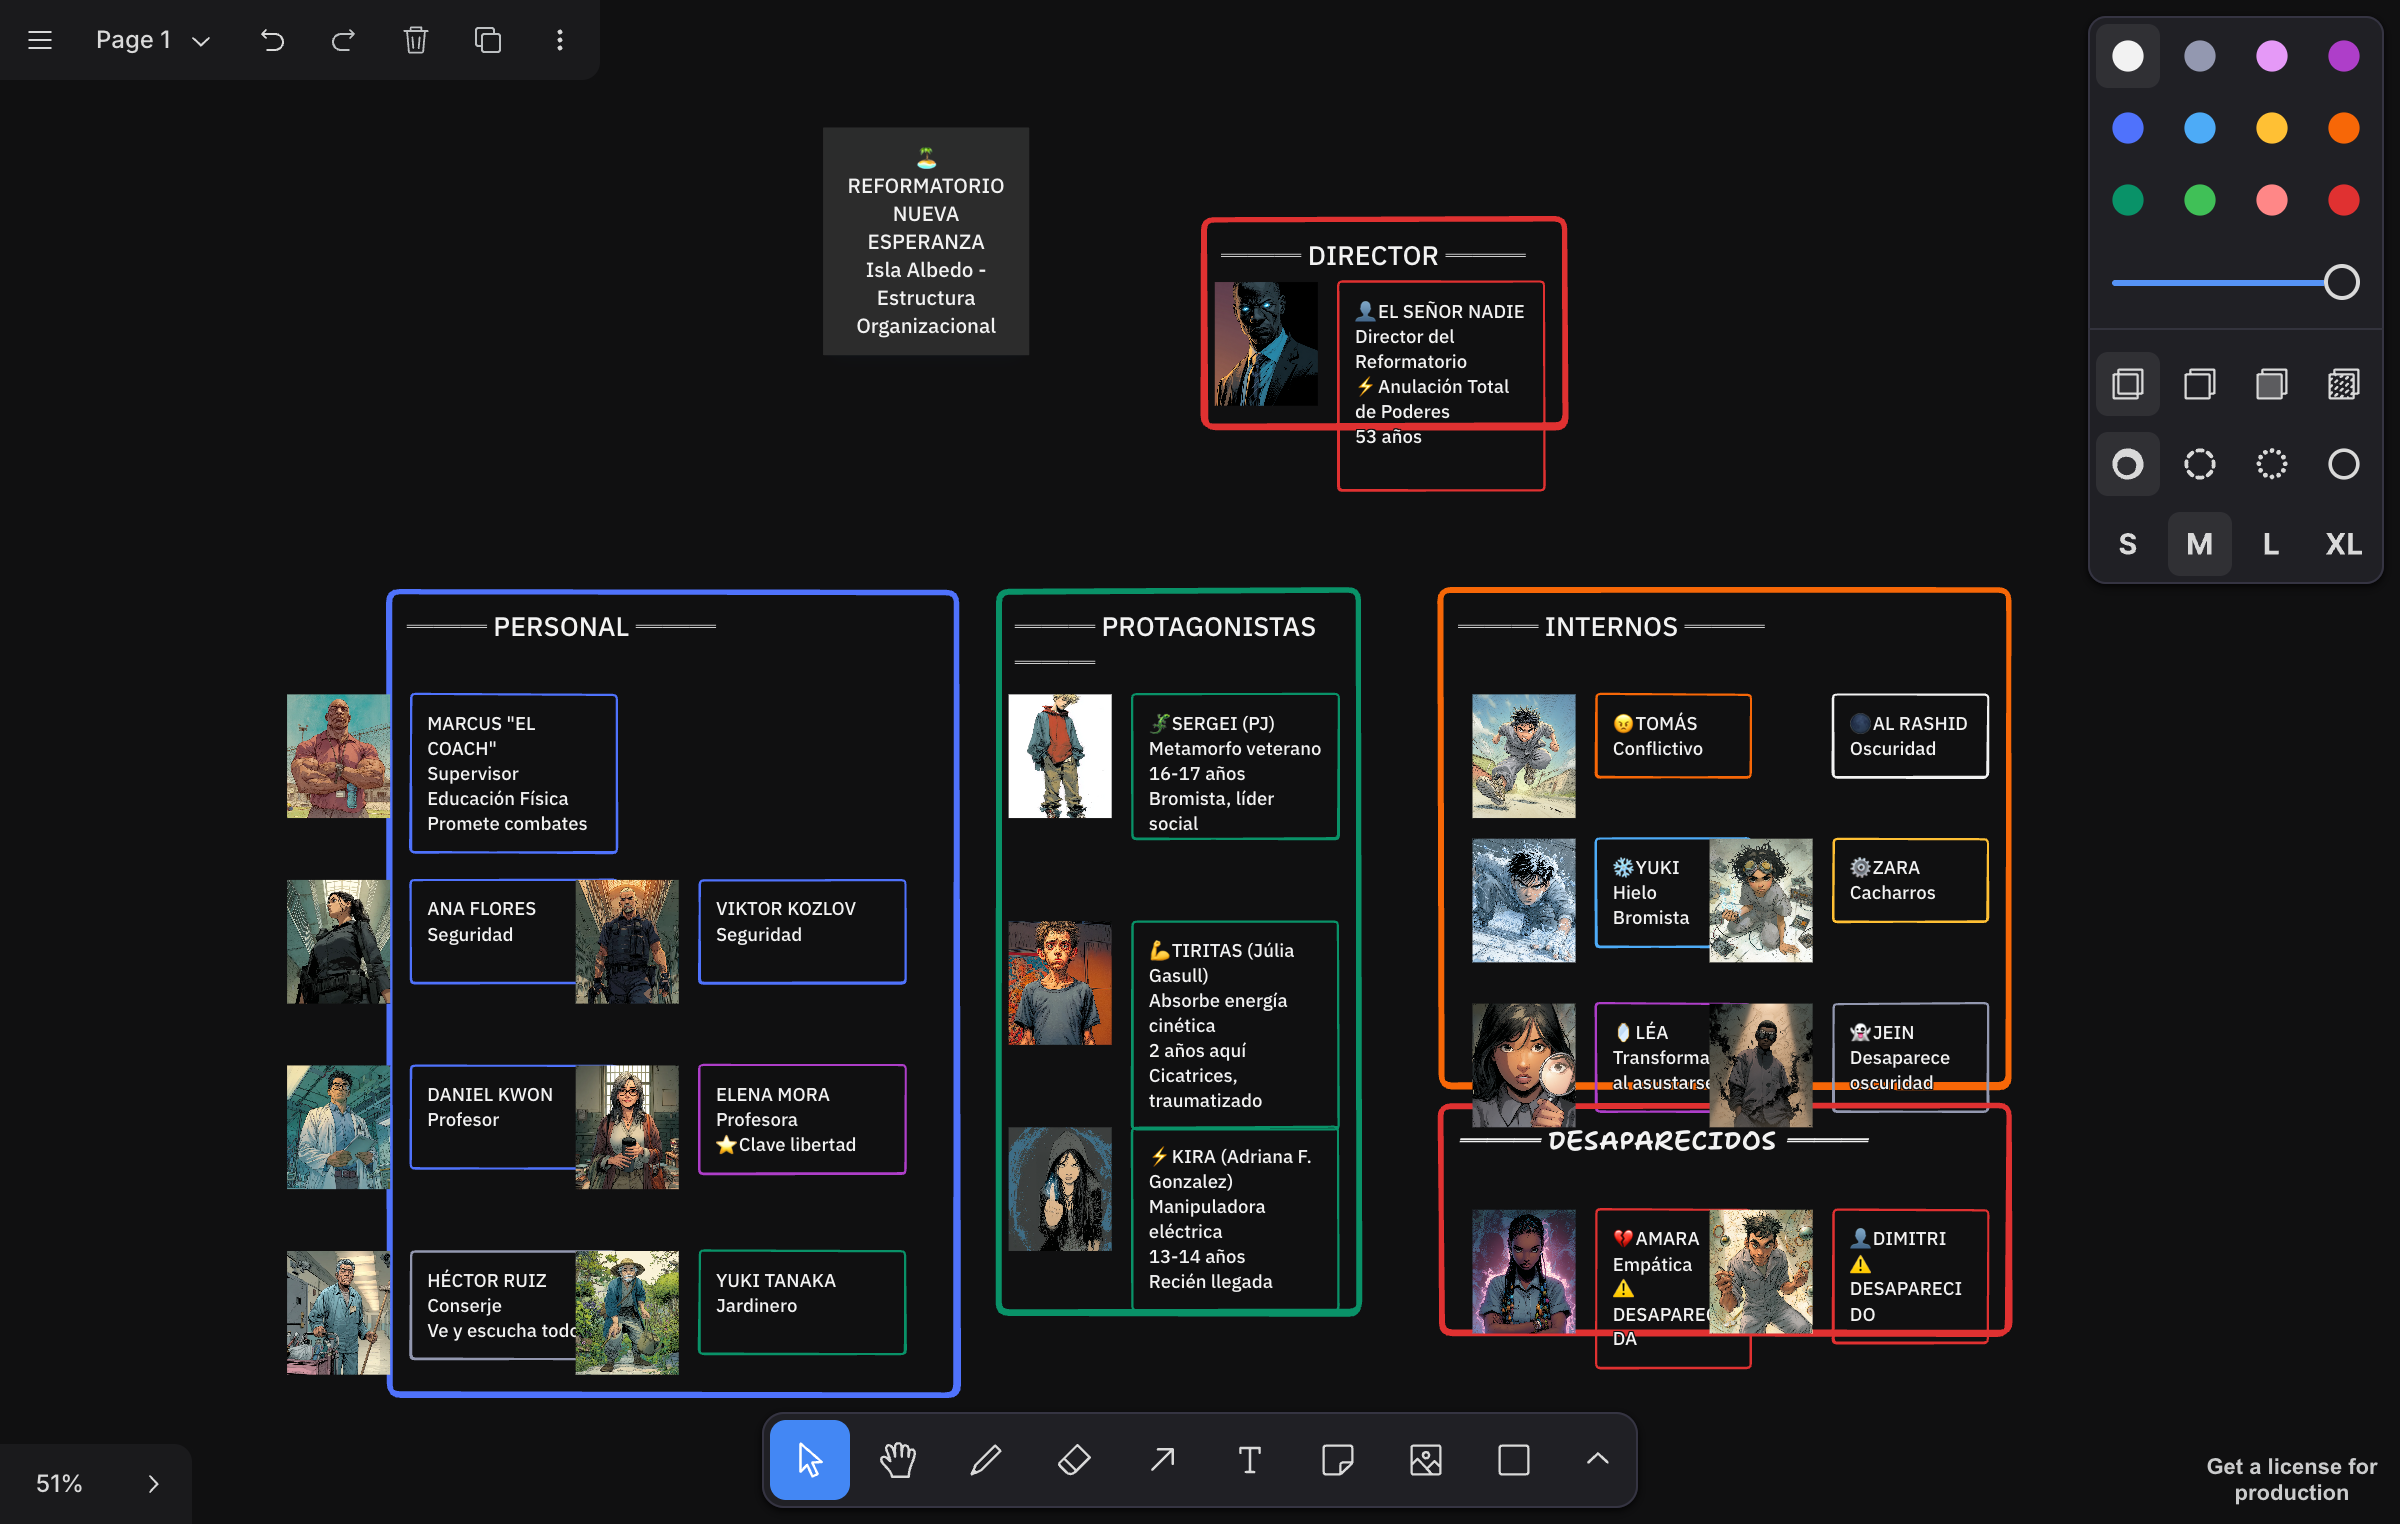 Page 1
🏝️
REFORMATORIO
NUEVA
ESPERANZA
Isla Albedo -
Estructura
Organizacional
DIRECTOR
👤EL SEÑOR NADIE
Director del
Reformatorio
⚡Anulación Total
de Poderes
53 años
PERSONAL
MARCUS "EL
COACH"
Supervisor
Educación Física
Promete combates
ANA FLORES
Seguridad
VIKTOR KOZLOV
Seguridad
DANIEL KWON
Profesor
ELENA MORA
Profesora
⭐Clave libertad
HÉCTOR RUIZ
Conserje
Ve y escucha todo
YUKI TANAKA
Jardinero
PROTAGONISTAS
🦎SERGEI (PJ)
Metamorfo veterano
16-17 años
Bromista, líder
social
💪TIRITAS (Júlia
Gasull)
Absorbe energía
cinética
2 años aquí
Cicatrices,
traumatizado
⚡KIRA (Adriana F.
Gonzalez)
Manipuladora
eléctrica
13-14 años
Recién llegada
INTERNOS
😠TOMÁS
Conflictivo
🌑AL RASHID
Oscuridad
❄️YUKI
Hielo
Bromista
⚙️ZARA
Cacharros
🪞LÉA
Transforma
al asustarse
👻JEIN
Desaparece
oscuridad
DESAPARECIDOS
💔AMARA
Empática
⚠️
DESAPARECI
DA
👤DIMITRI
⚠️
DESAPARECI
DO
S M L XL
51%
Get a license for
production